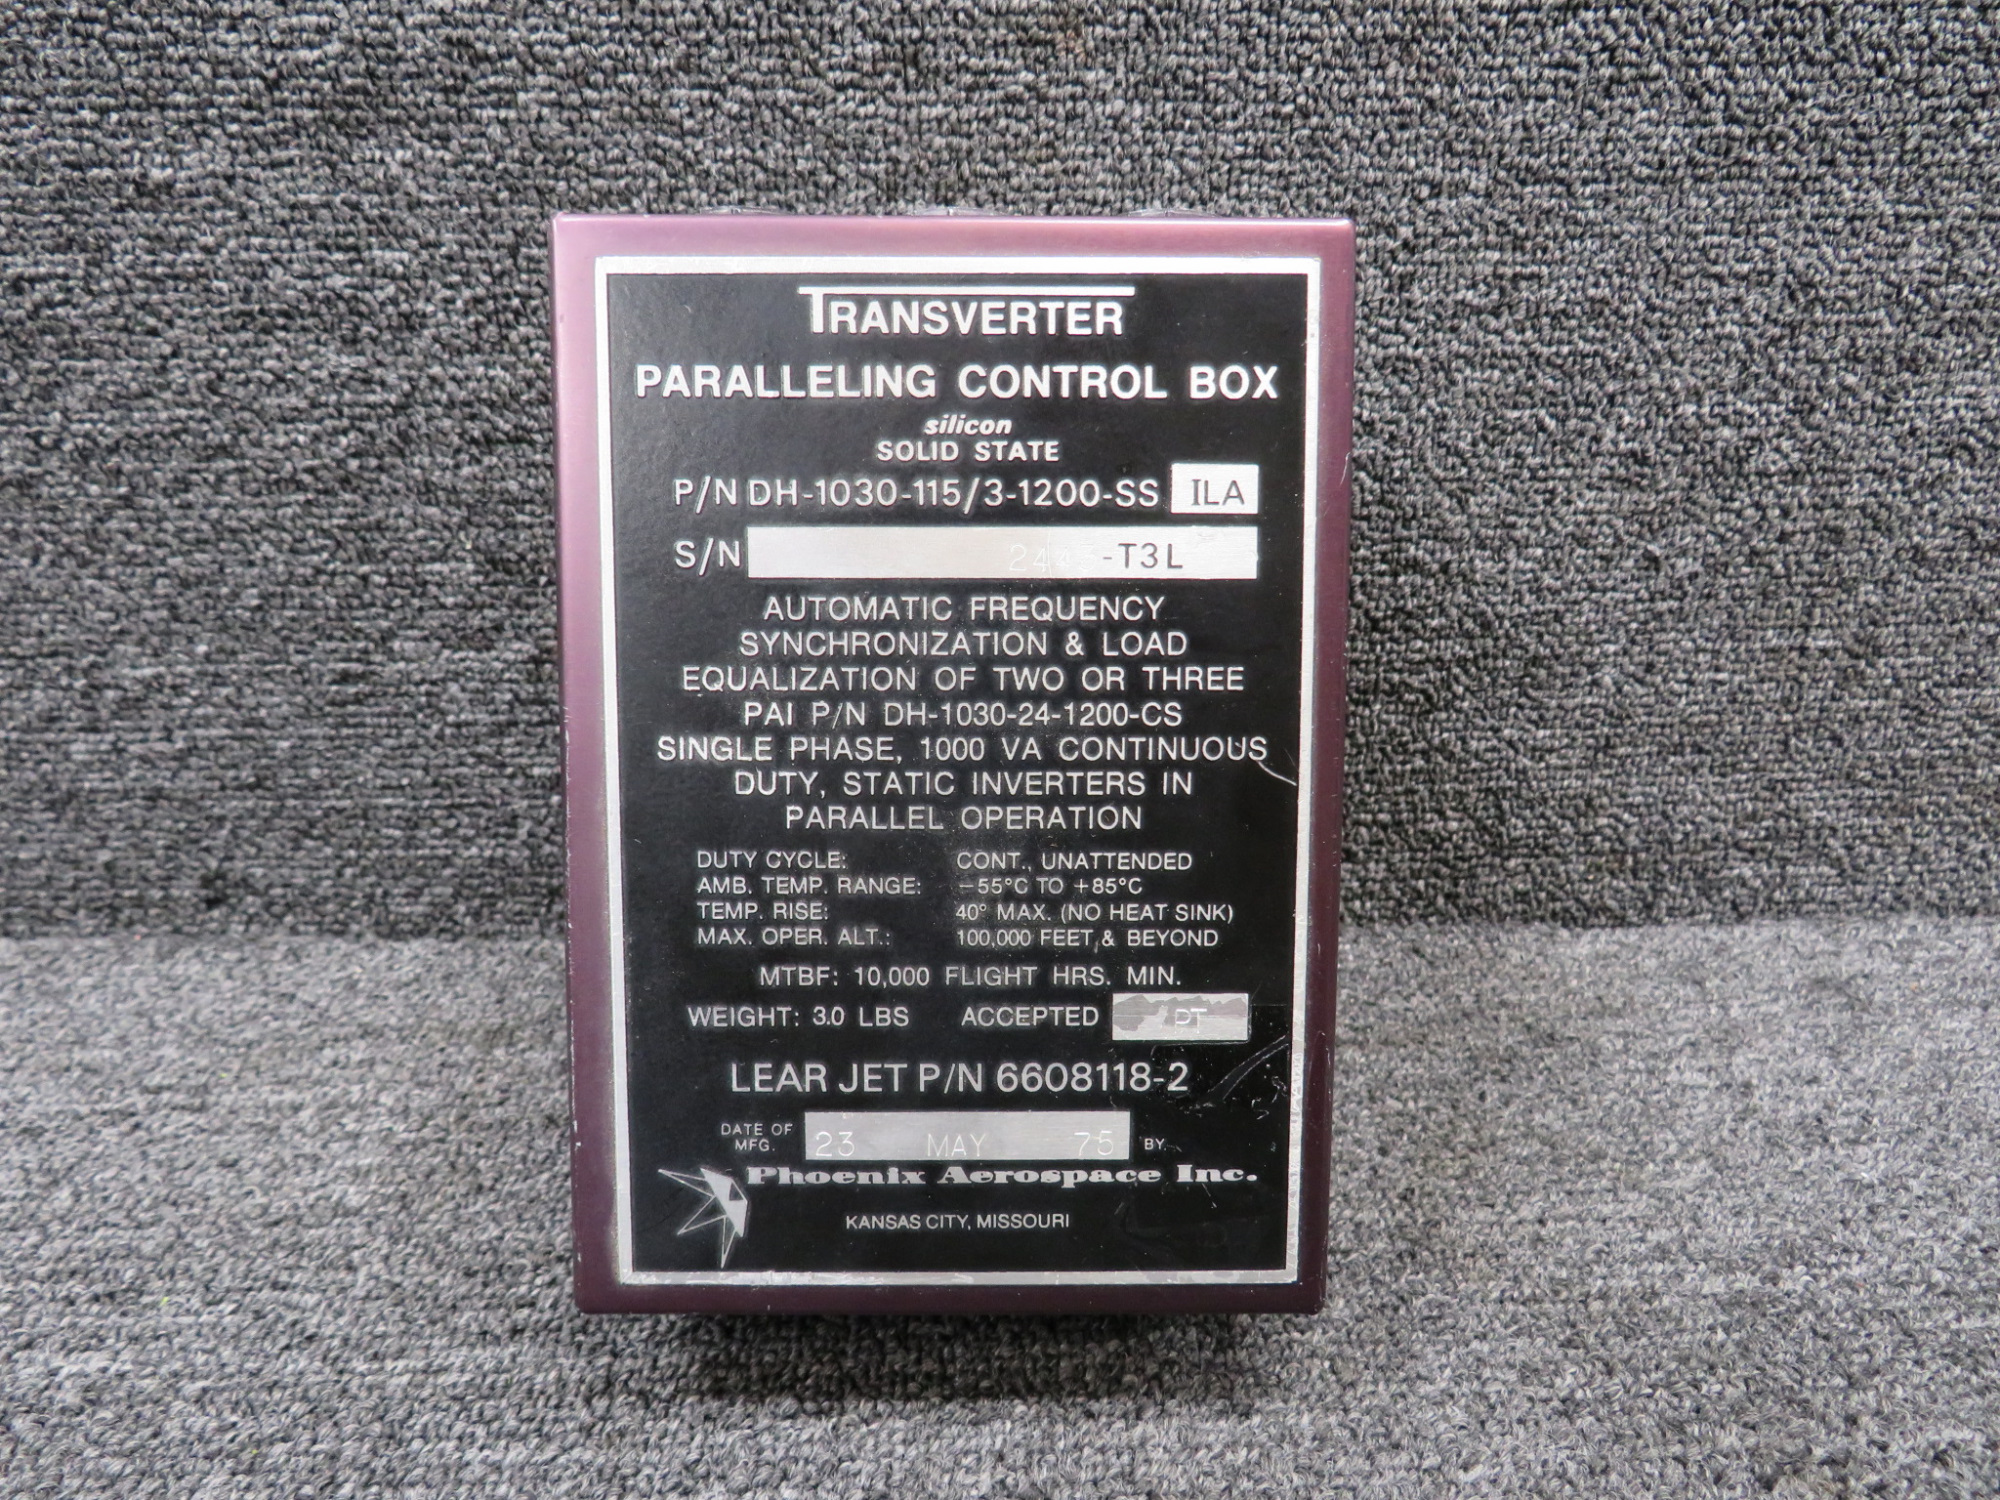 TRANSVERTER
PARALLELING CONTROL BOX
silicon
SOLID STATE
P/N DH-1030-115/3-1200-SS ILA
S/N -T3L
AUTOMATIC FREQUENCY
SYNCHRONIZATION & LOAD
EQUALIZATION OF TWO OR THREE
PAI P/N DH-1030-24-1200-CS
SINGLE PHASE, 1000 VA CONTINUOUS
DUTY, STATIC INVERTERS IN
PARALLEL OPERATION
DUTY CYCLE: CONT., UNATTENDED
AMB. TEMP. RANGE: -55°C TO +85°C
TEMP. RISE: 40° MAX. (NO HEAT SINK)
MAX. OPER. ALT.: 100,000 FEET & BEYOND
MTBF: 10,000 FLIGHT HRS. MIN.
WEIGHT: 3.0 LBS ACCEPTED PT
LEAR JET P/N 6608118-2
DATE OF MFG. 23 MAY 75 BY
Phoenix Aerospace Inc.
KANSAS CITY, MISSOURI